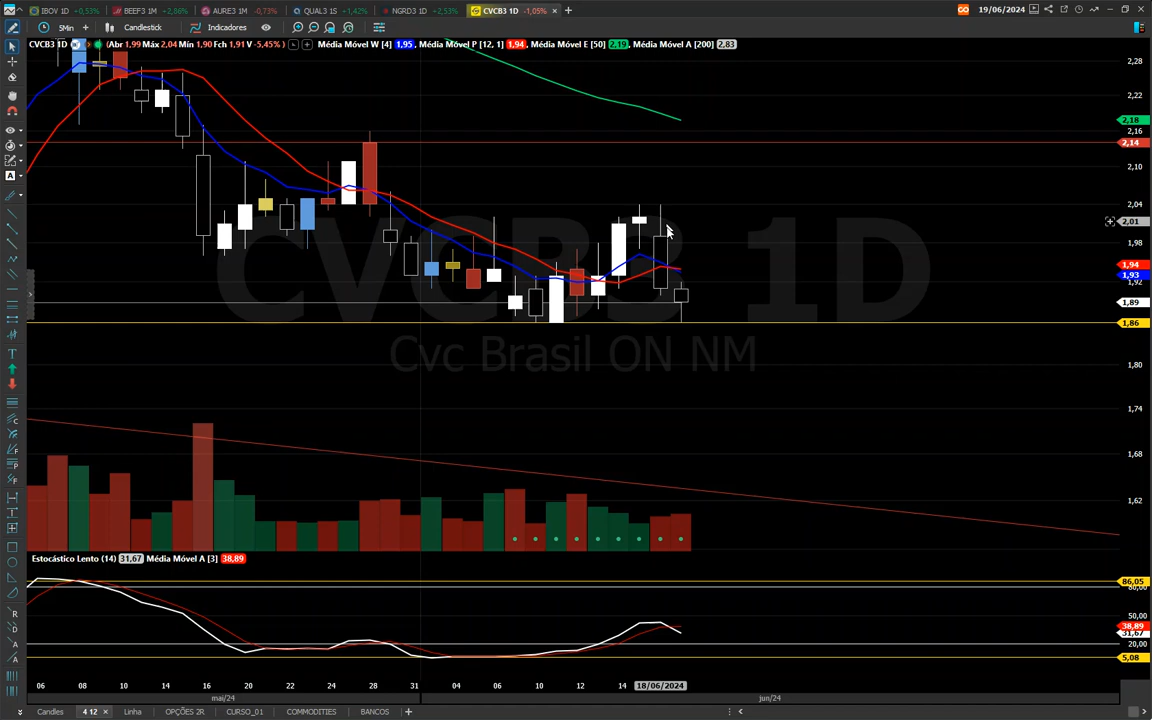 IBOV 1D +0,53% BEEF3 1M +2,86% AURE3 1M -0,73% QUAL3 1S +1,42% NGRD3 1D +2,53% CVCB3 1D -1,05% × + 19/06/2024
5Min + Candlestick Indicadores
CVCB3 1D (Abr 1,99 Máx 2,04 Mín 1,90 Fch 1,91 V -5,45%) Média Móvel W [4] 1,95, Média Móvel P [12, 1] 1,94, Média Móvel E [50] 2,19, Média Móvel A [200] 2,83
2,28
2,22
2,18
2,16
2,14
2,10
2,04
2,01
1,98
1,94
1,93
1,92
1,89
1,86
1,80
1,74
1,68
1,62
CVCB3 1D
Cvc Brasil ON NM
Estocástico Lento (14) 31,67 Média Móvel A [3] 38,89
86,05
80,00
50,00
38,89
31,67
20,00
5,08
06 08 10 14 16 20 22 24 28 31 04 06 10 12 14 18/06/2024
mai/24 jun/24
Candles 4 12 × Linha OPÇÕES 2R CURSO_01 COMMODITIES BANCOS +